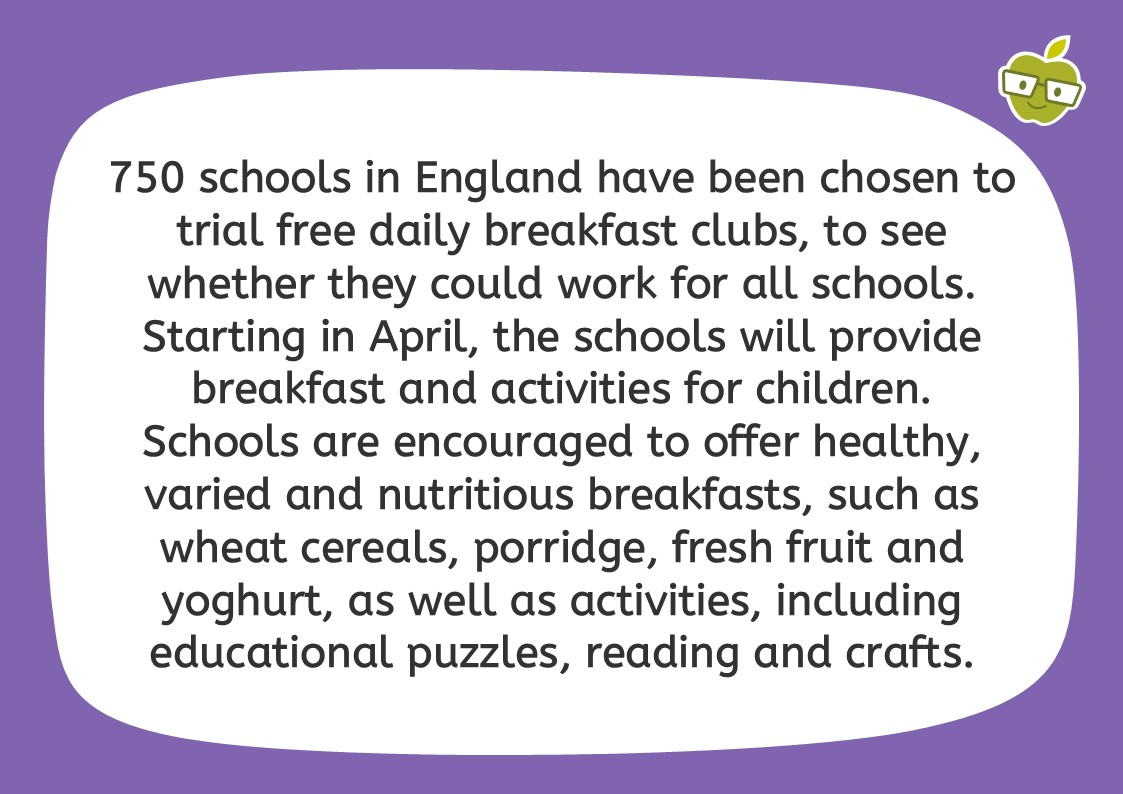 750 schools in England have been chosen to
trial free daily breakfast clubs, to see
whether they could work for all schools.
Starting in April, the schools will provide
breakfast and activities for children.
Schools are encouraged to offer healthy,
varied and nutritious breakfasts, such as
wheat cereals, porridge, fresh fruit and
yoghurt, as well as activities, including
educational puzzles, reading and crafts.